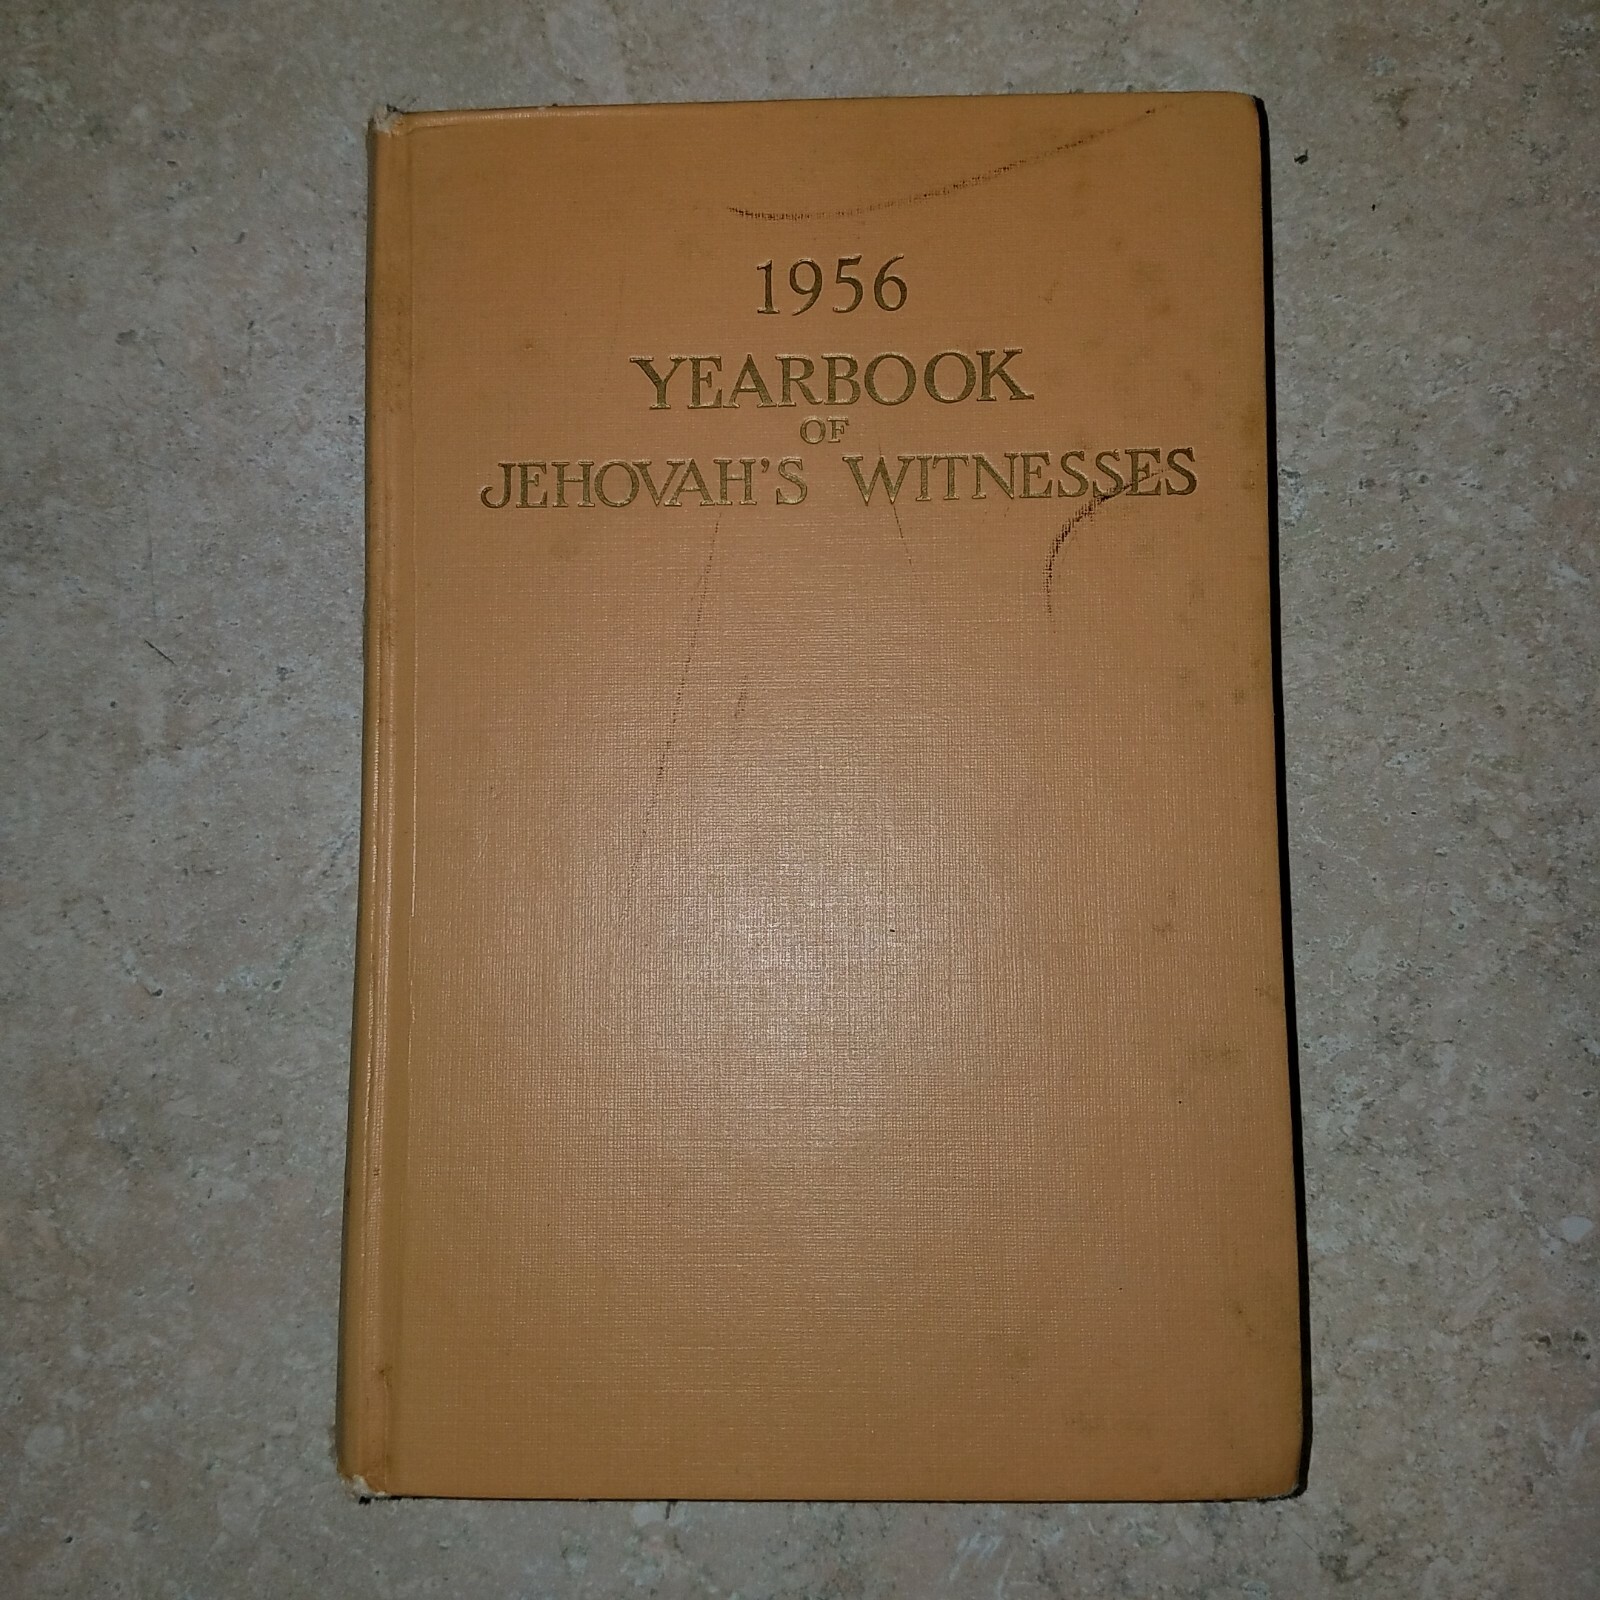 1956
YEARBOOK
OF
JEHOVAH'S WITNESSES